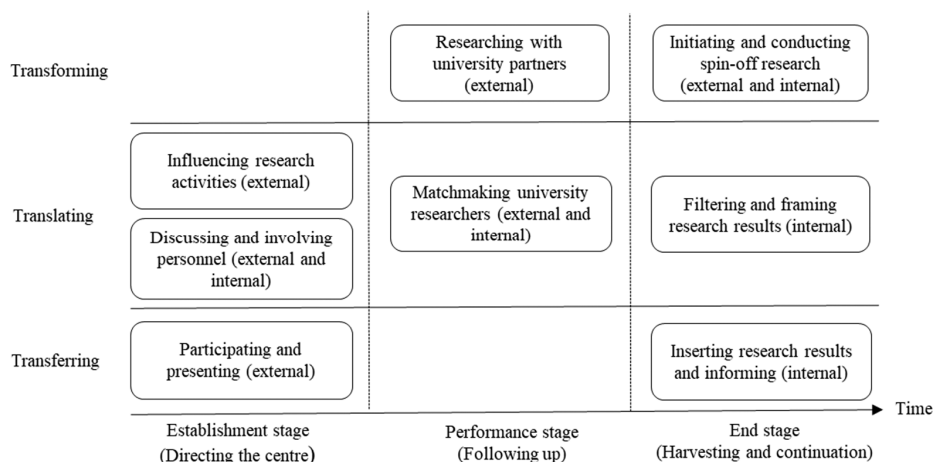 Transforming
Researching with
university partners
(external)
Initiating and conducting
spin-off research
(external and internal)
Translating
Influencing research
activities (external)
Discussing and involving
personnel (external and
internal)
Matchmaking university
researchers (external and
internal)
Filtering and framing
research results (internal)
Transferring
Participating and
presenting (external)
Inserting research results
and informing (internal)
Time
Establishment stage
(Directing the centre)
Performance stage
(Following up)
End stage
(Harvesting and continuation)